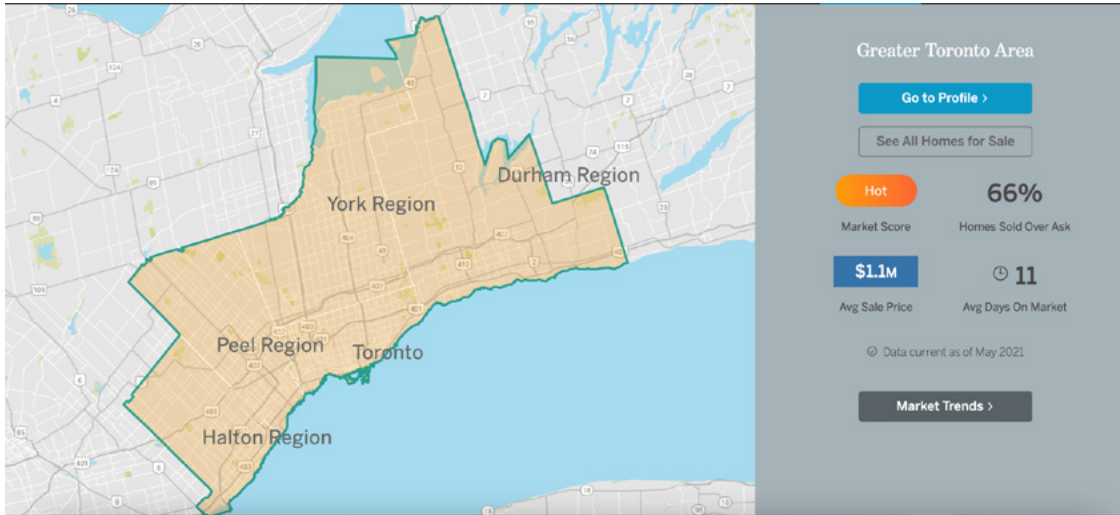 Durham Region
York Region
Peel Region
Toronto
Halton Region
Greater Toronto Area
Go to Profile >
See All Homes for Sale
Hot
66%
Market Score
Homes Sold Over Ask
$1.1M
11
Avg Sale Price
Avg Days On Market
Data current as of May 2021
Market Trends >